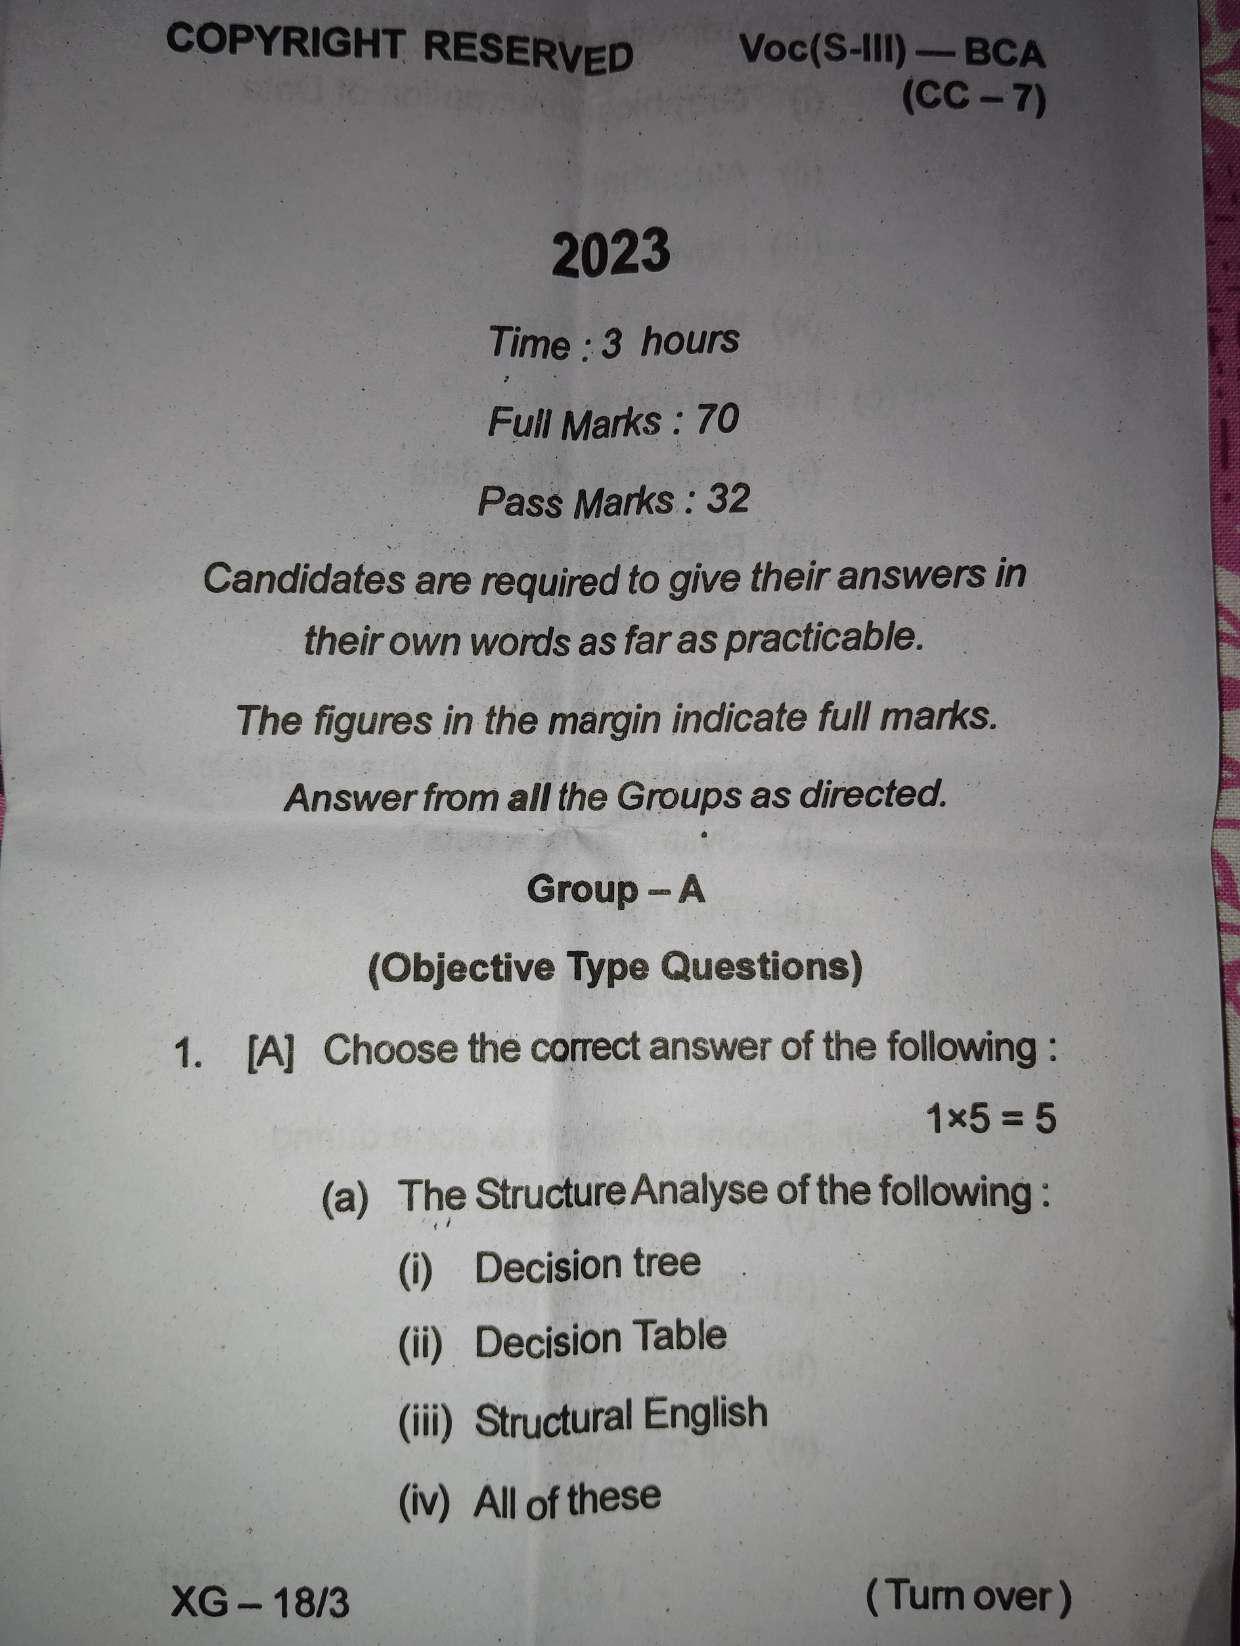 COPYRIGHT RESERVED Voc(S-III) — BCA
(CC – 7)
2023
Time : 3 hours
Full Marks : 70
Pass Marks : 32
Candidates are required to give their answers in
their own words as far as practicable.
The figures in the margin indicate full marks.
Answer from all the Groups as directed.
Group – A
(Objective Type Questions)
1. [A] Choose the correct answer of the following :
1×5 = 5
(a) The Structure Analyse of the following :
(i) Decision tree
(ii) Decision Table
(iii) Structural English
(iv) All of these
XG – 18/3 (Turn over)